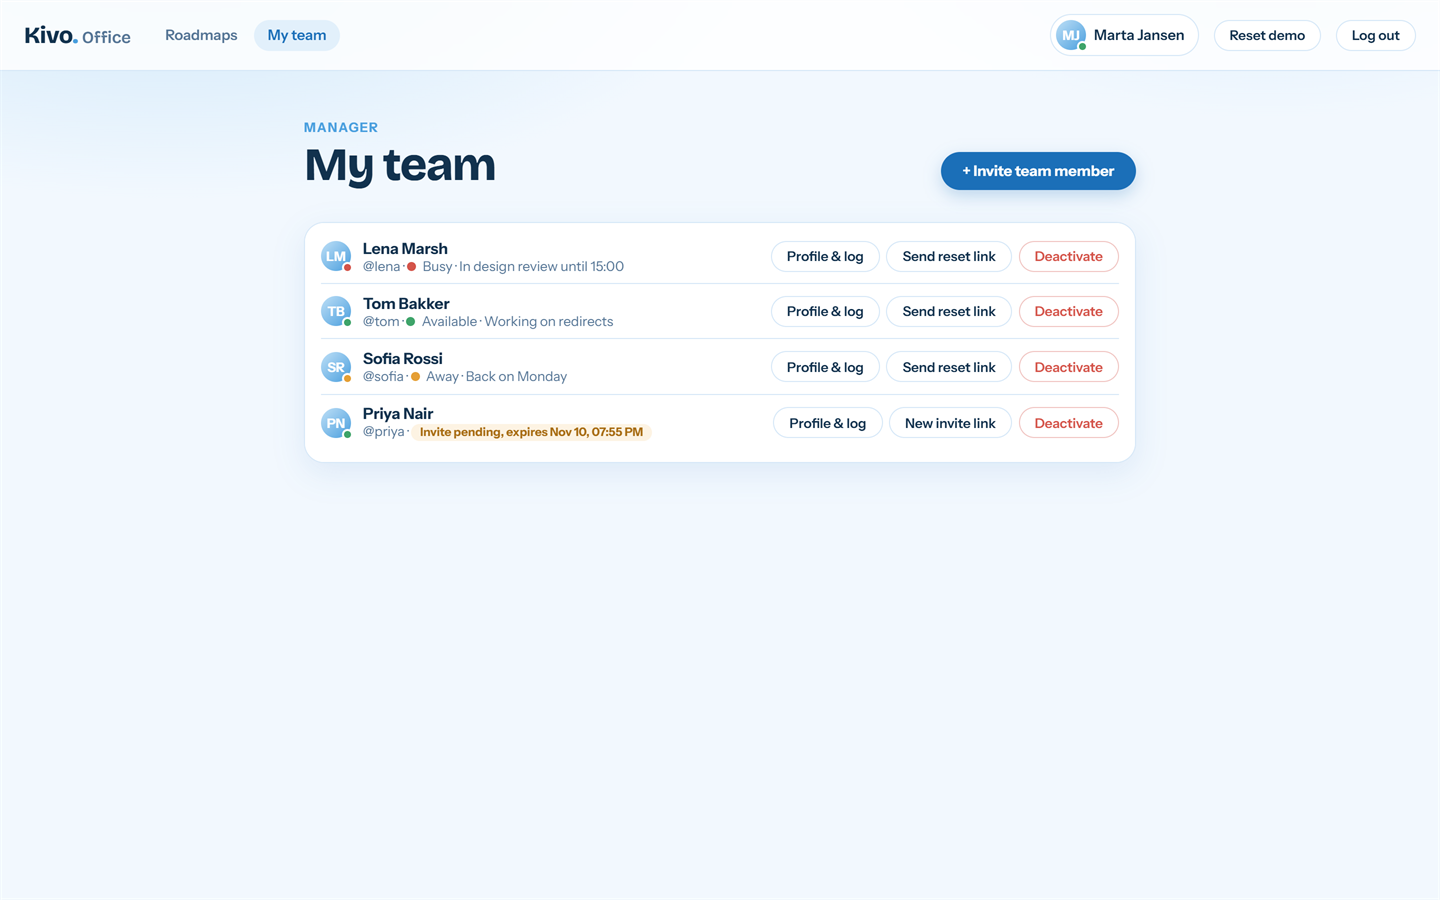 Kivo. Office Roadmaps My team MJ Marta Jansen Reset demo Log out
MANAGER
My team
+ Invite team member
LM Lena Marsh
@lena · Busy · In design review until 15:00
Profile & log Send reset link Deactivate
TB Tom Bakker
@tom · Available · Working on redirects
Profile & log Send reset link Deactivate
SR Sofia Rossi
@sofia · Away · Back on Monday
Profile & log Send reset link Deactivate
PN Priya Nair
@priya · Invite pending, expires Nov 10, 07:55 PM
Profile & log New invite link Deactivate